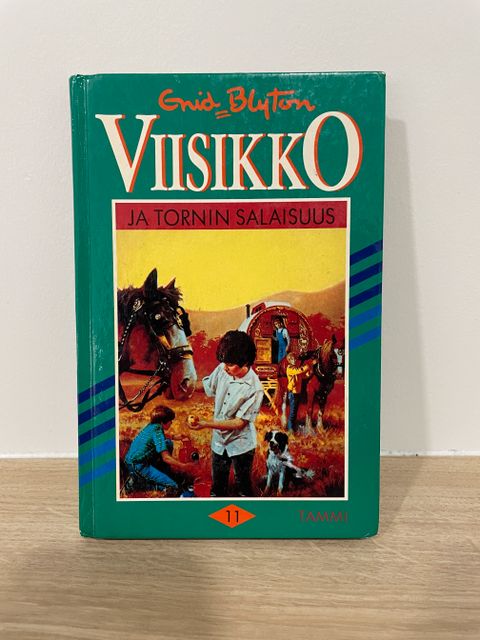 Enid Blyton
VIISIKKO
JA TORNIN SALAISUUS
11
TAMMI